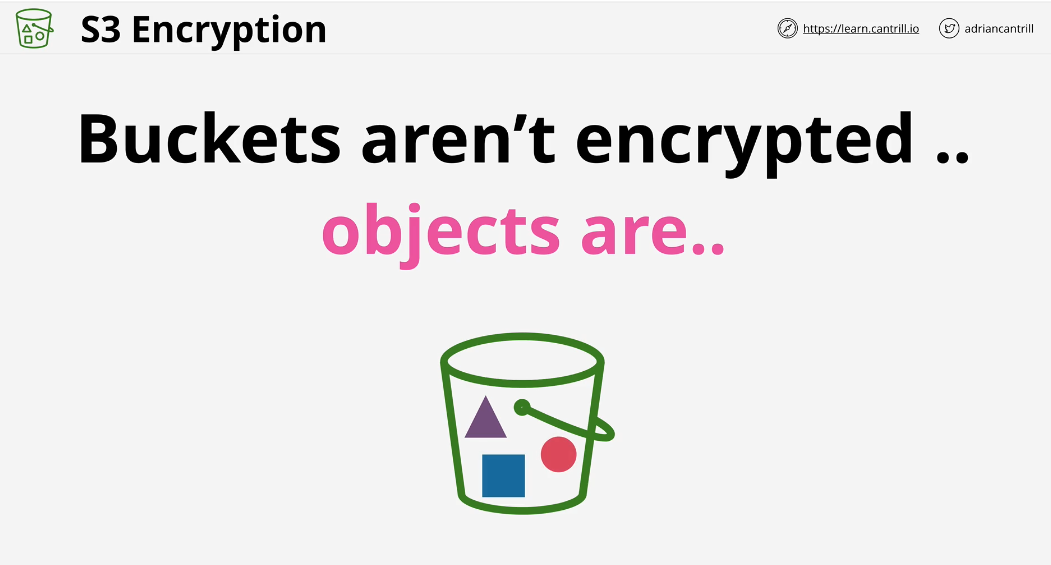 S3 Encryption
https://learn.cantrill.io
adriancantrill
Buckets aren’t encrypted ..
objects are..